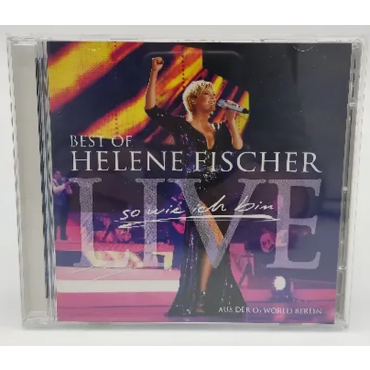 BEST OF
HELENE FISCHER
LIVE
so wie ich bin
AUS DER O2 WORLD BERLIN